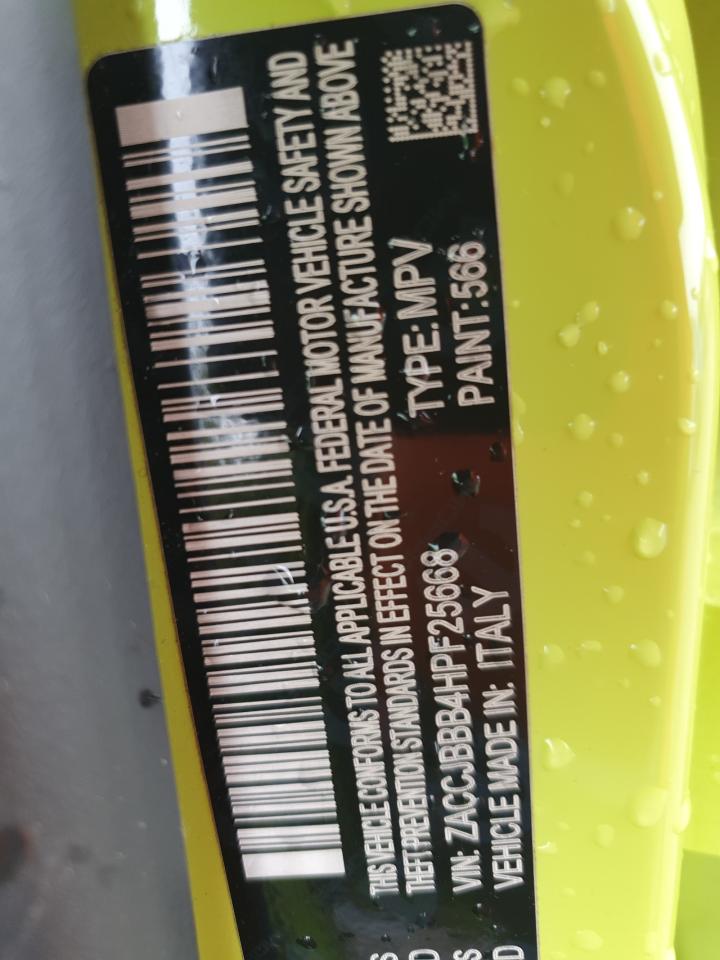 THIS VEHICLE CONFORMS TO ALL APPLICABLE U.S.A. FEDERAL MOTOR VEHICLE SAFETY AND
THEFT PREVENTION STANDARDS IN EFFECT ON THE DATE OF MANUFACTURE SHOWN ABOVE
VIN: ZACCJBBB4HPF25668 TYPE: MPV
VEHICLE MADE IN: ITALY PAINT: 566